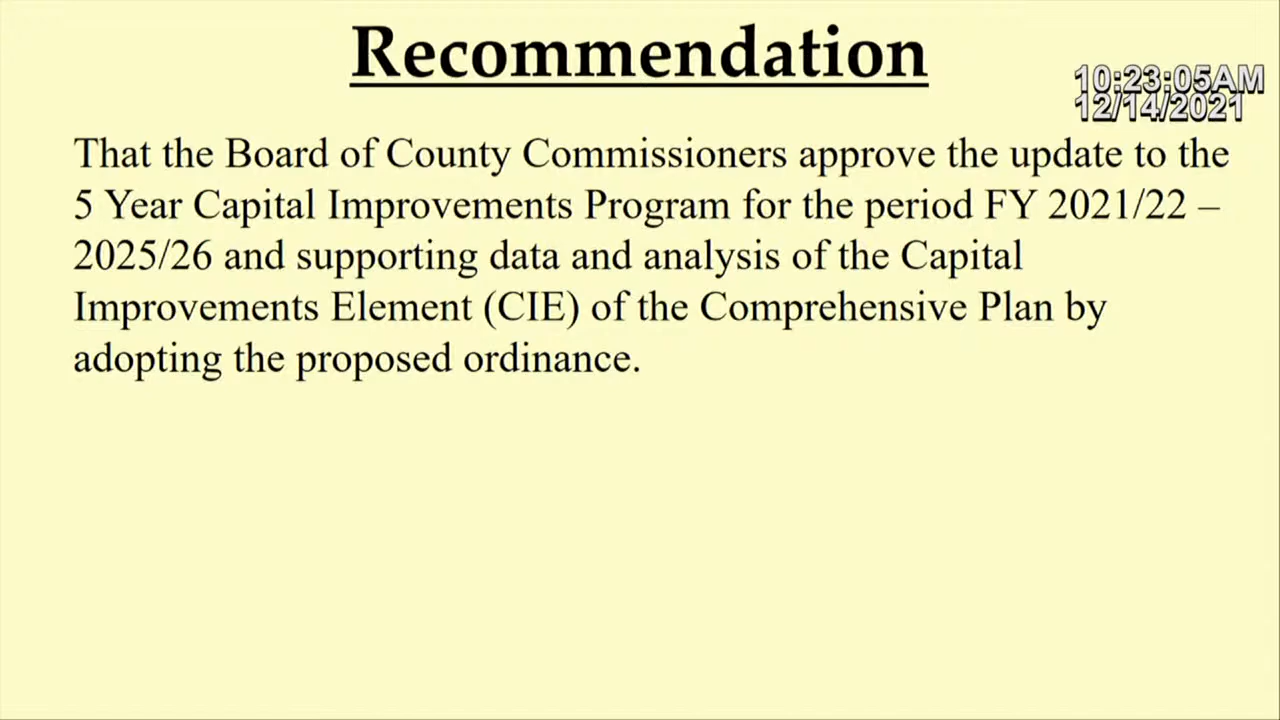 Recommendation
10:23:05AM
12/14/2021
That the Board of County Commissioners approve the update to the
5 Year Capital Improvements Program for the period FY 2021/22 –
2025/26 and supporting data and analysis of the Capital
Improvements Element (CIE) of the Comprehensive Plan by
adopting the proposed ordinance.